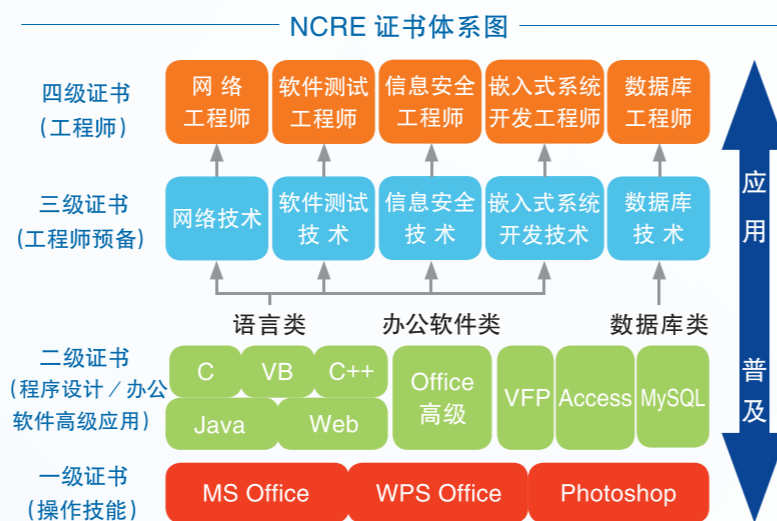 NCRE 证书体系图
四级证书
（工程师）
网 络
工程师
软件测试
工程师
信息安全
工程师
嵌入式系统
开发工程师
数据库
工程师
三级证书
（工程师预备）
网络技术
软件测试
技 术
信息安全
技 术
嵌入式系统
开发技术
数据库
技 术
语言类
办公软件类
数据库类
二级证书
（程序设计／办公
软件高级应用）
C
VB
C++
Java
Web
Office
高级
VFP
Access
MySQL
一级证书
（操作技能）
MS Office
WPS Office
Photoshop
应
用
普
及